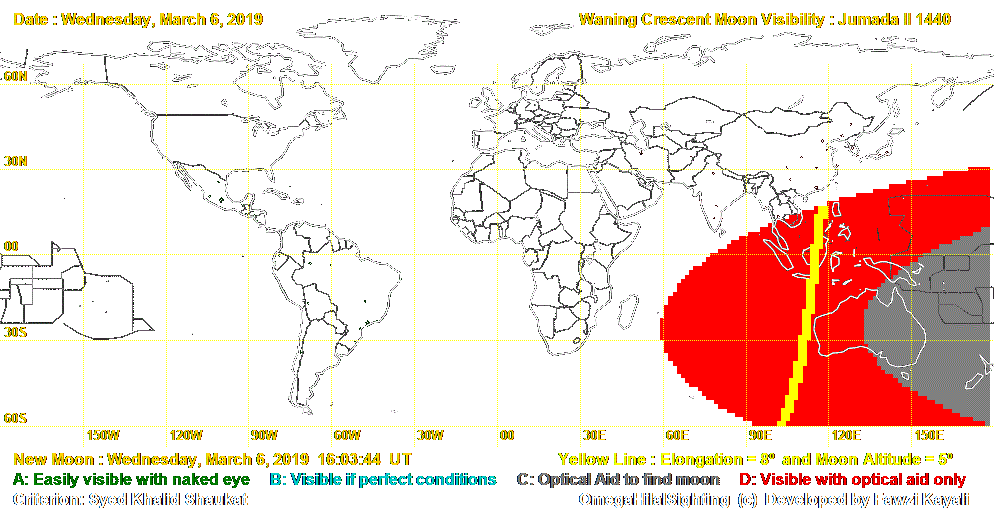 Date : Wednesday, March 6, 2019 Waning Crescent Moon Visibility : Jumada II 1440
60N
30N
00
30S
60S
150W 120W 90W 60W 30W 00 30E 60E 90E 120E 150E
New Moon : Wednesday, March 6, 2019 16:03:44 UT Yellow Line : Elongation = 8º and Moon Altitude = 5º
A: Easily visible with naked eye B: Visible if perfect conditions C: Optical Aid to find moon D: Visible with optical aid only
Criterion: Syed Khalid Shaukat OmegaHilalSighting (c) Developed by Fawzi Kayali